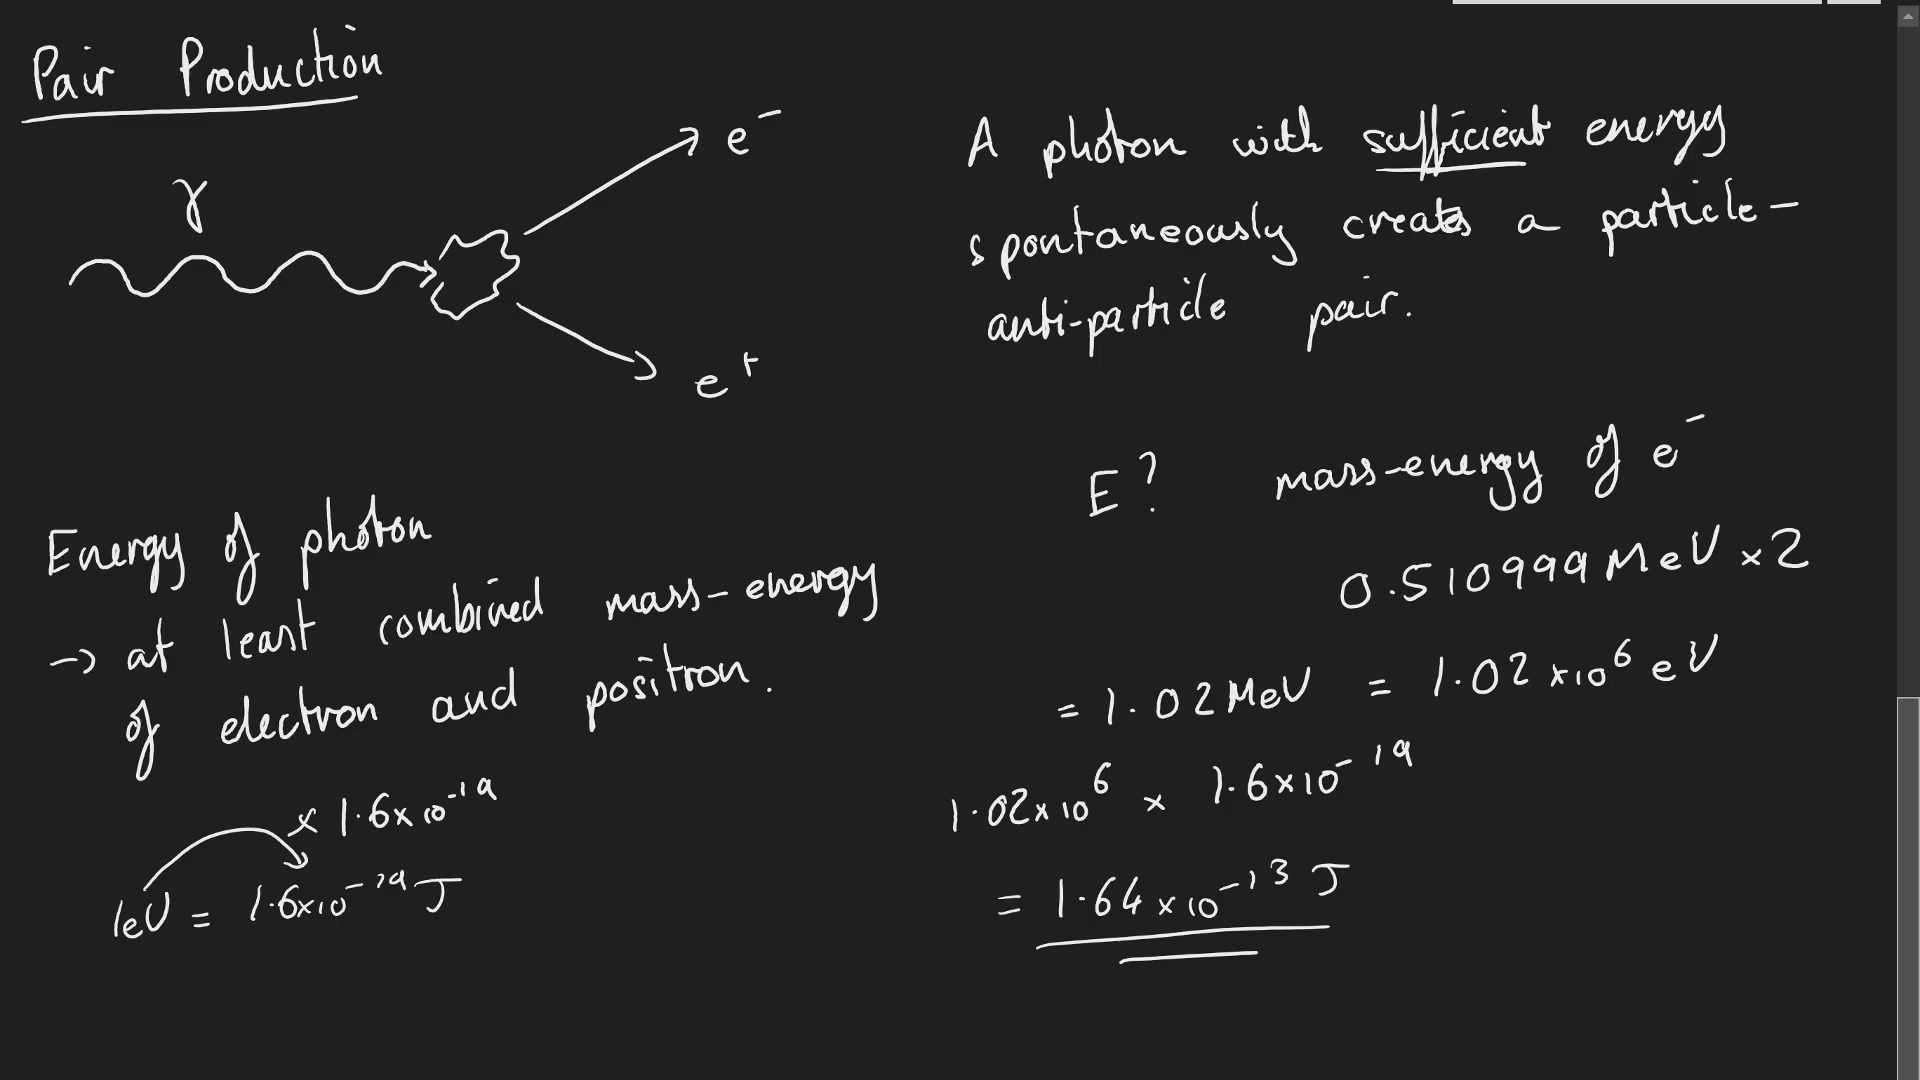 Pair Production
γ
e⁻
e⁺
A photon with sufficient energy
spontaneously creates a particle-
anti-particle pair.
Energy of photon
→ at least combined mass-energy
of electron and positron.
× 1.6×10⁻¹⁹
1eV = 1.6×10⁻¹⁹ J
E? mass-energy of e⁻
0.510999 MeV × 2
= 1.02 MeV = 1.02 ×10⁶ eV
1.02×10⁶ × 1.6×10⁻¹⁹
= 1.64 ×10⁻¹³ J